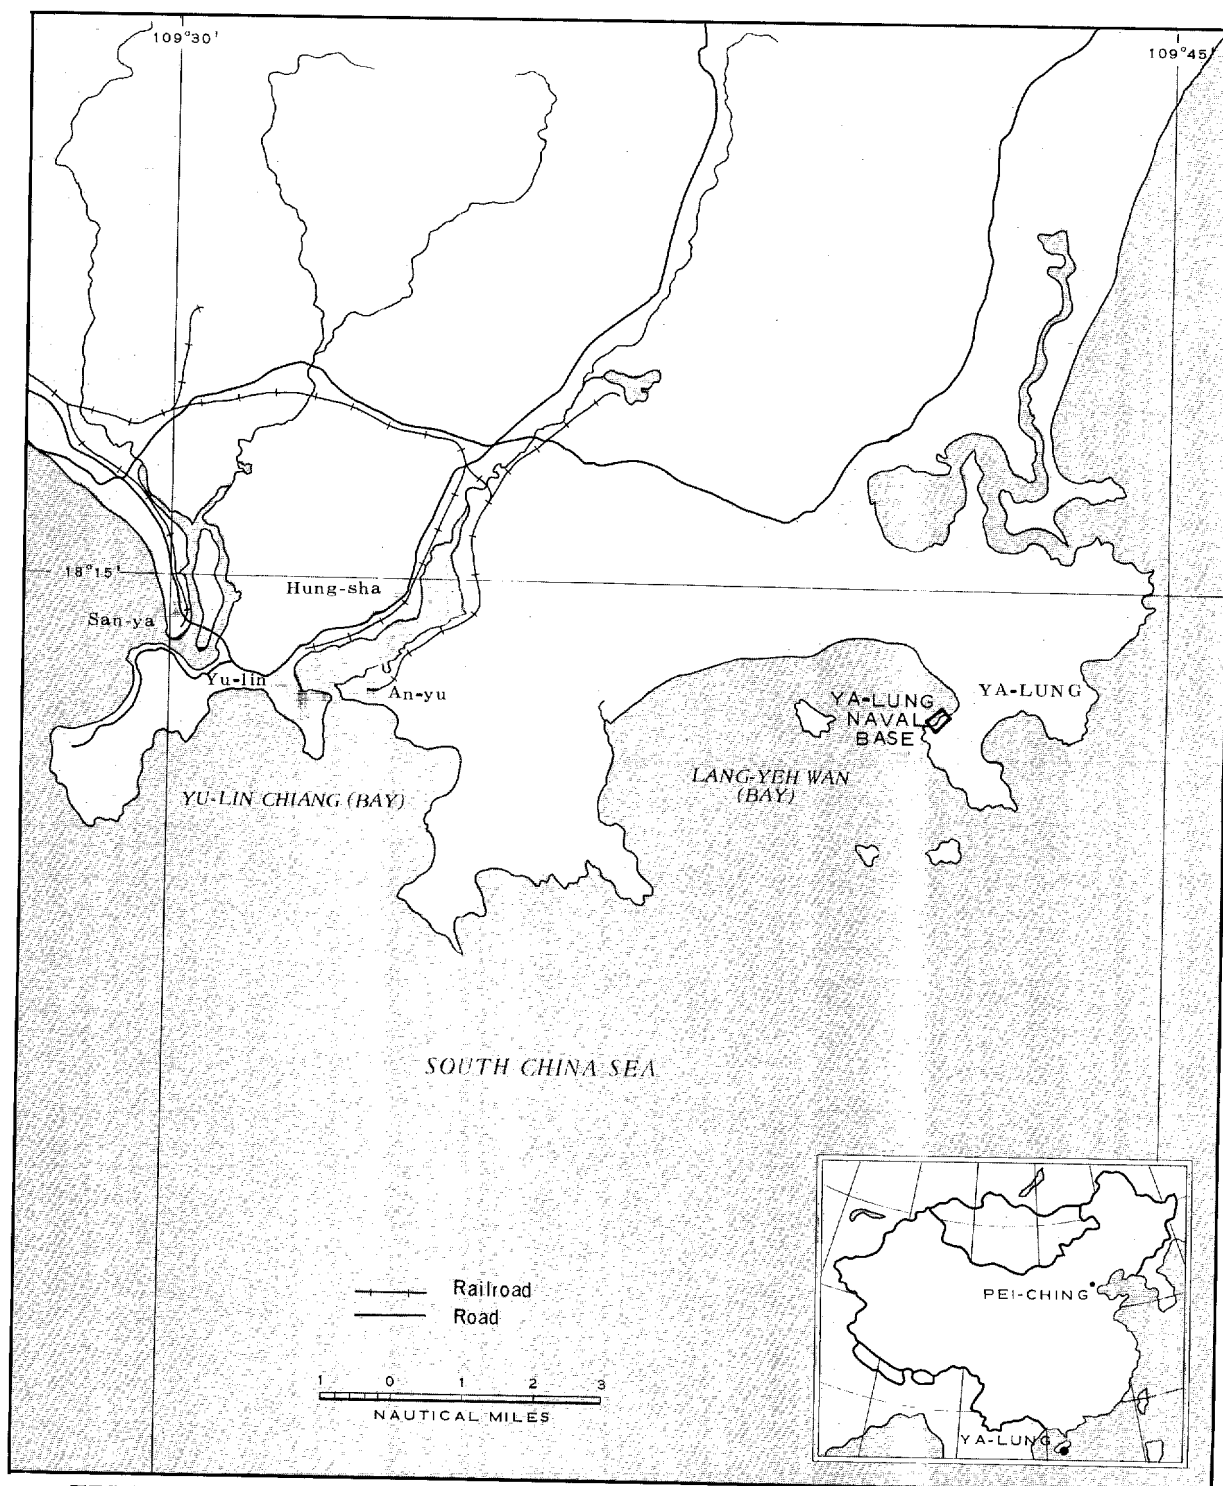 109°30'
109°45'
18°15'
Hung-sha
San-ya
Yu-lin
An-yu
YA-LUNG
NAVAL
BASE
YA-LUNG
LANG-YEH WAN
(BAY)
YU-LIN CHIANG (BAY)
SOUTH CHINA SEA
Railroad
Road
1 0 1 2 3
NAUTICAL MILES
PEI-CHING
YA-LUNG